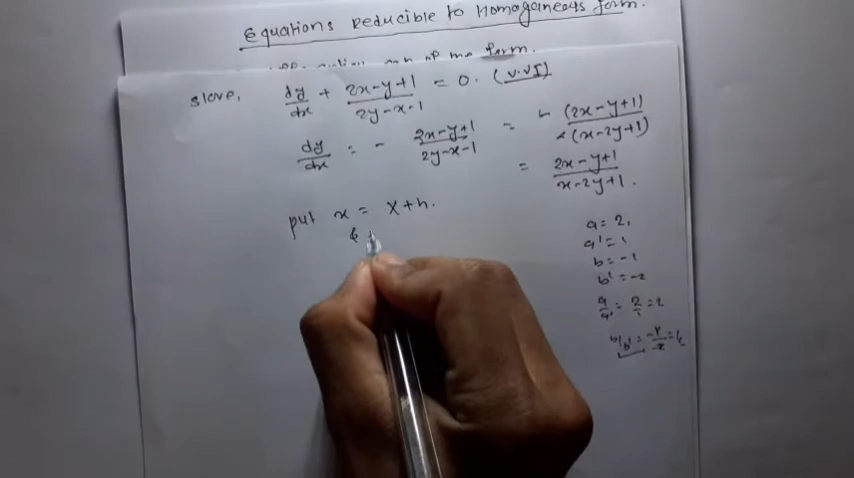 Equations reducible to Homogeneous form.
of the form.
slove, dy/dx + 2x-y+1/2y-x-1 = 0. (V.V.I)
dy/dx = - 2x-y+1/2y-x-1 = -(2x-y+1)/-(x-2y+1)
= 2x-y+1/x-2y+1.
put x = X+h.
&
a = 2,
a' = 1
b = -1
b' = -2
a/a' = 2/1 = 2
b/b' = -1/-2 = 1/2